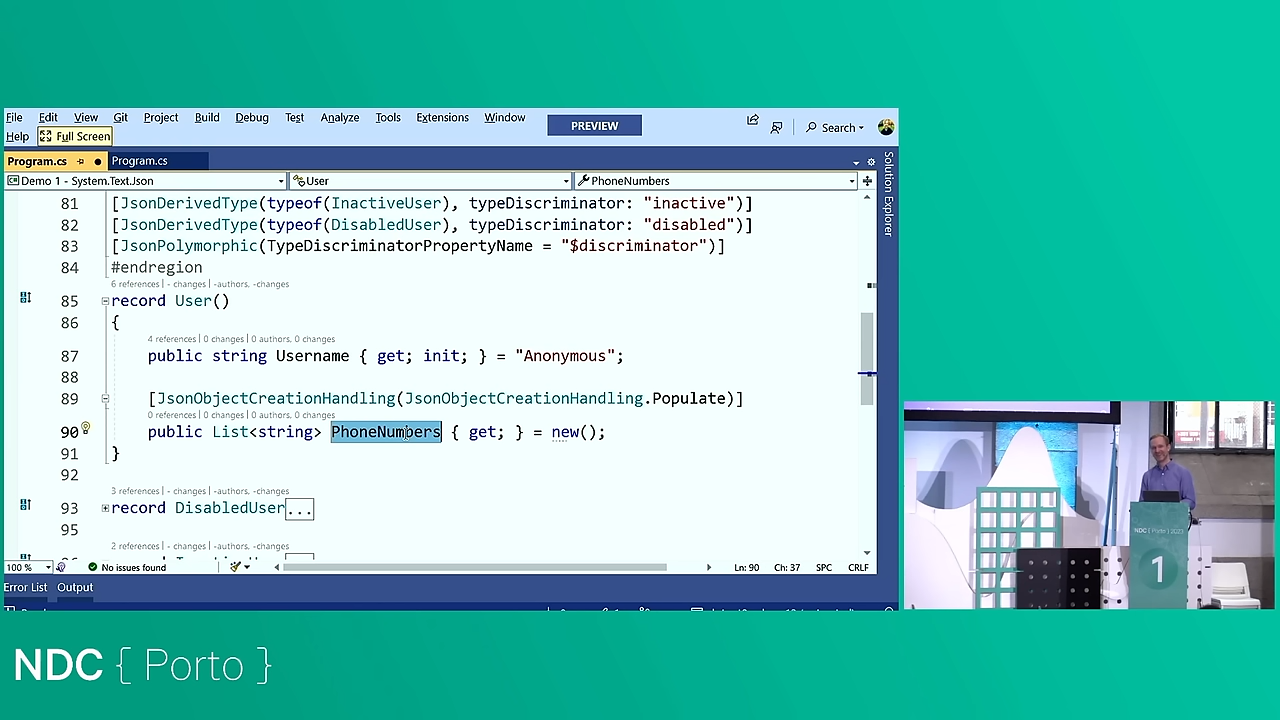 File Edit View Git Project Build Debug Test Analyze Tools Extensions Window
PREVIEW
Search
Help Full Screen
Program.cs
Program.cs
Demo 1 - System.Text.Json
User
PhoneNumbers
Solution Explorer
81 [JsonDerivedType(typeof(InactiveUser), typeDiscriminator: "inactive")]
82 [JsonDerivedType(typeof(DisabledUser), typeDiscriminator: "disabled")]
83 [JsonPolymorphic(TypeDiscriminatorPropertyName = "$discriminator")]
84 #endregion
6 references | - changes | -authors, -changes
85 record User()
86 {
4 references | 0 changes | 0 authors, 0 changes
87 public string Username { get; init; } = "Anonymous";
88
89 [JsonObjectCreationHandling(JsonObjectCreationHandling.Populate)]
0 references | 0 changes | 0 authors, 0 changes
90 public List<string> PhoneNumbers { get; } = new();
91 }
92
3 references | - changes | -authors, -changes
93 record DisabledUser...
95
2 references | - changes | -authors, -changes
100 % No issues found Ln: 90 Ch: 37 SPC CRLF
Error List Output
NDC { Porto } 2023
1
NDC { Porto }